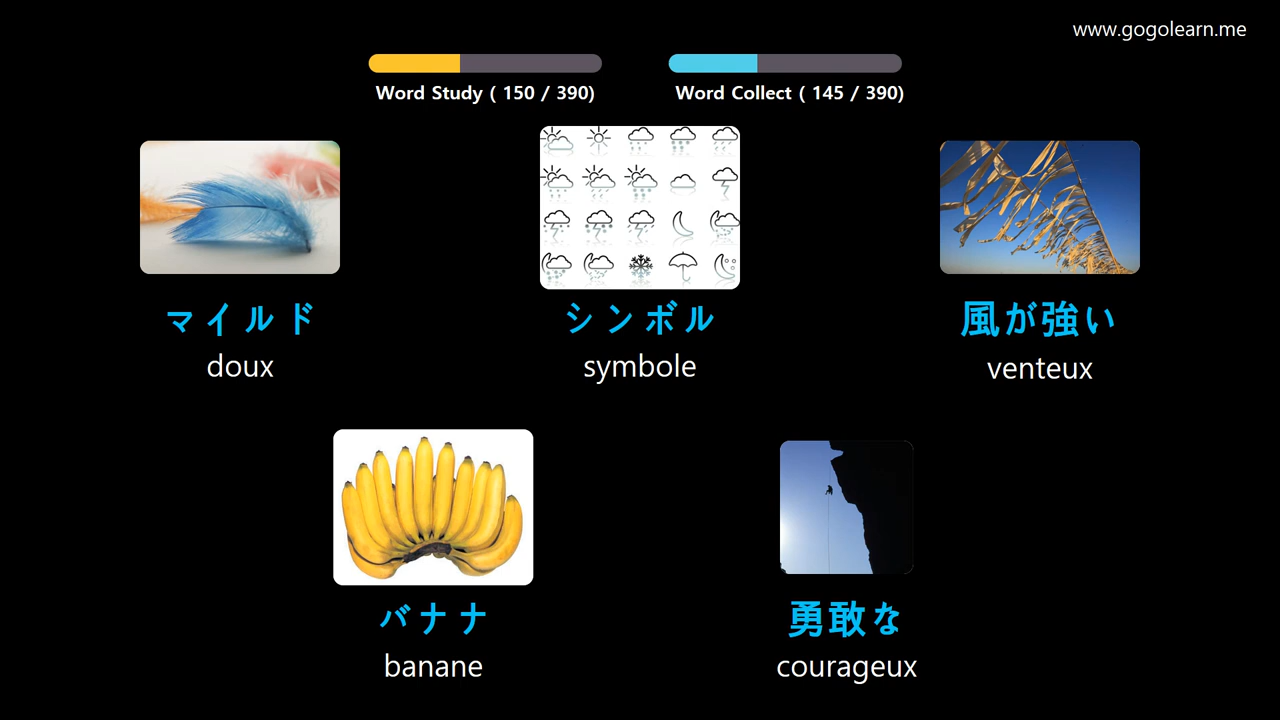 www.gogolearn.me
Word Study ( 150 / 390)
Word Collect ( 145 / 390)
マイルド
doux
シンボル
symbole
風が強い
venteux
バナナ
banane
勇敢な
courageux